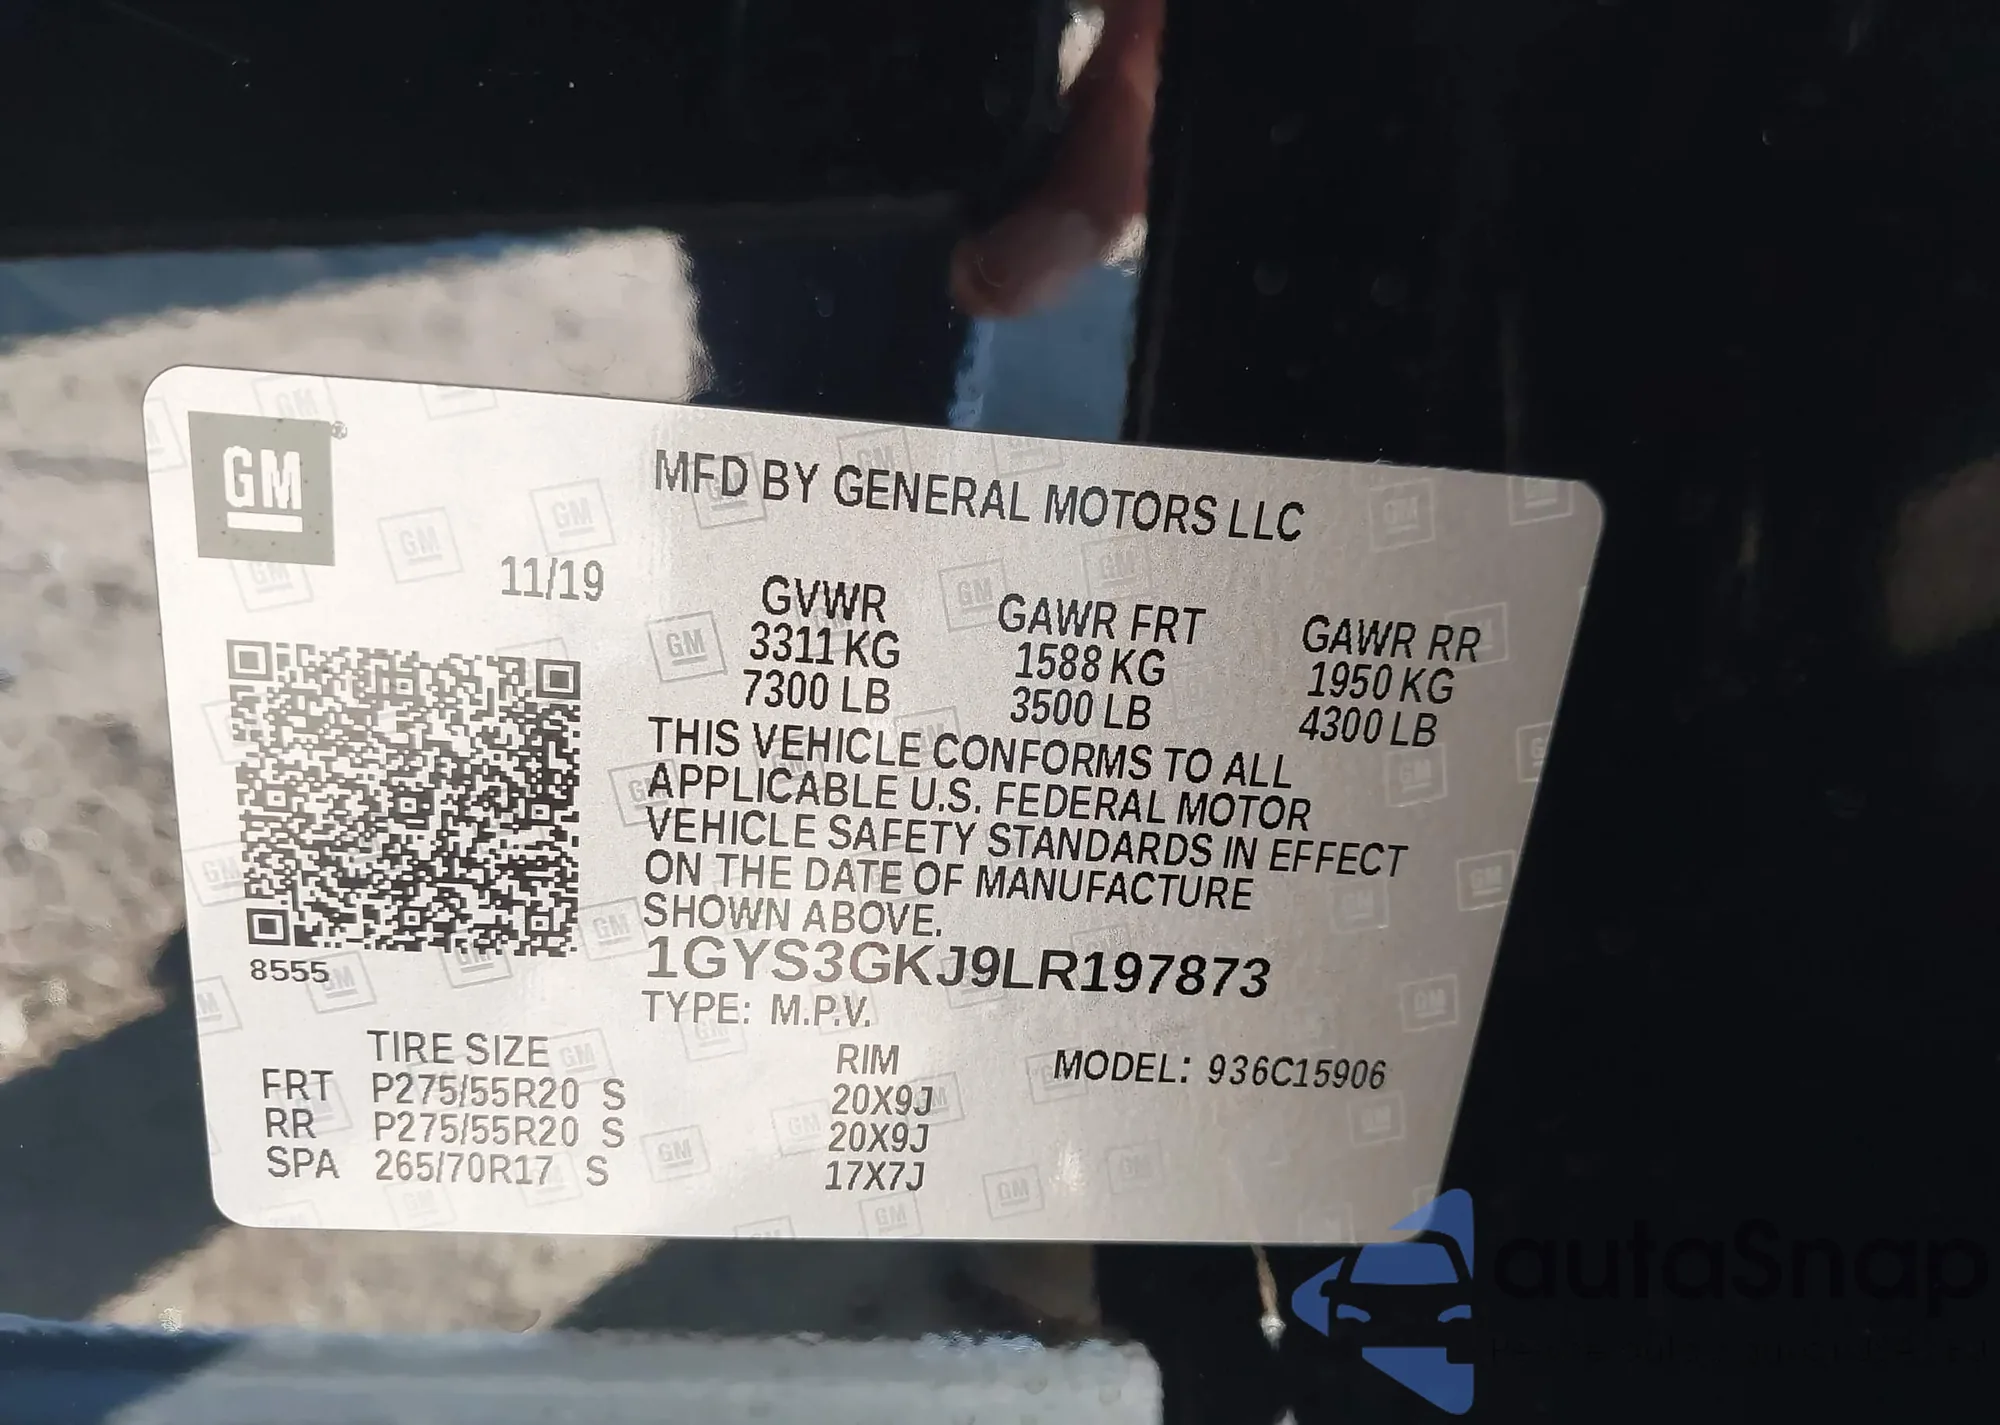 GM
MFD BY GENERAL MOTORS LLC
11/19
GVWR GAWR FRT GAWR RR
3311 KG 1588 KG 1950 KG
7300 LB 3500 LB 4300 LB
THIS VEHICLE CONFORMS TO ALL
APPLICABLE U.S. FEDERAL MOTOR
VEHICLE SAFETY STANDARDS IN EFFECT
ON THE DATE OF MANUFACTURE
SHOWN ABOVE.
8555
1GYS3GKJ9LR197873
TYPE: M.P.V.
TIRE SIZE RIM MODEL: 936C15906
FRT P275/55R20 S 20X9J
RR P275/55R20 S 20X9J
SPA 265/70R17 S 17X7J
autaSnap